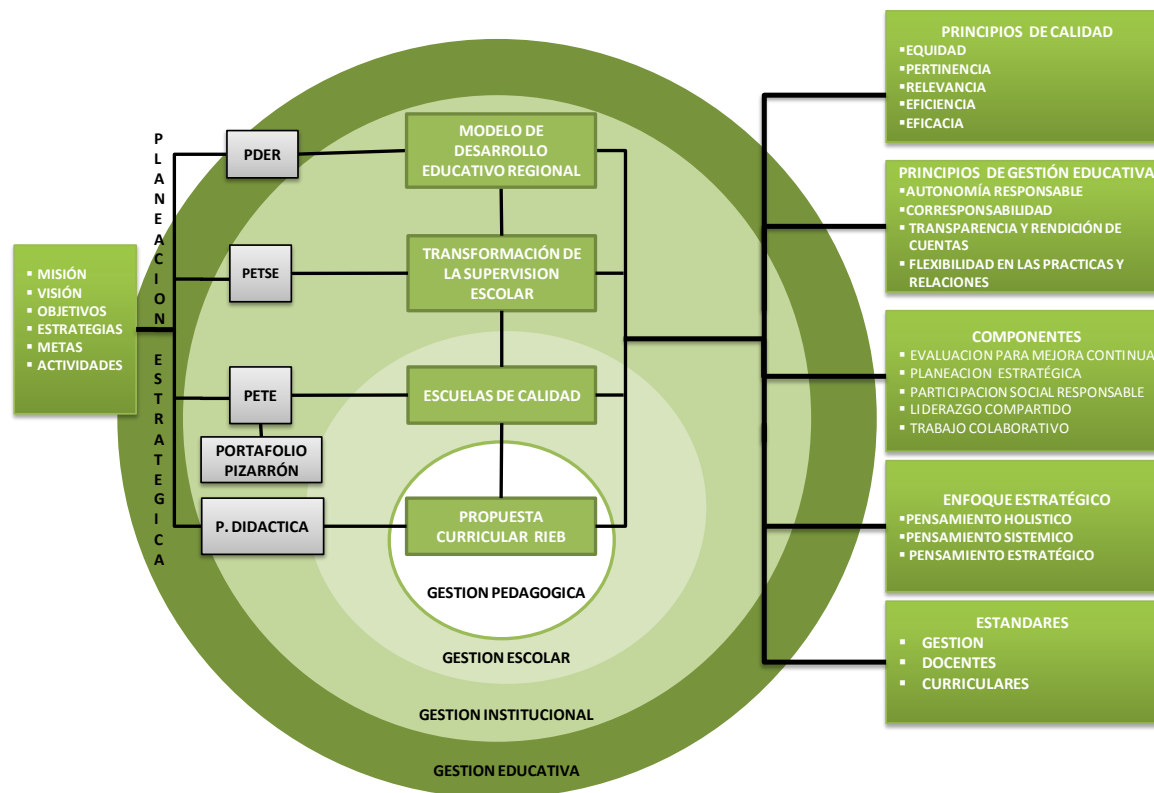 PLANEACION ESTRATEGICA
▪ MISIÓN
▪ VISIÓN
▪ OBJETIVOS
▪ ESTRATEGIAS
▪ METAS
▪ ACTIVIDADES
PDER
PETSE
PETE
PORTAFOLIO
PIZARRÓN
P. DIDACTICA
MODELO DE
DESARROLLO
EDUCATIVO REGIONAL
TRANSFORMACIÓN DE
LA SUPERVISION
ESCOLAR
ESCUELAS DE CALIDAD
PROPUESTA
CURRICULAR RIEB
GESTION PEDAGOGICA
GESTION ESCOLAR
GESTION INSTITUCIONAL
GESTION EDUCATIVA
PRINCIPIOS DE CALIDAD
▪EQUIDAD
▪PERTINENCIA
▪RELEVANCIA
▪EFICIENCIA
▪EFICACIA
PRINCIPIOS DE GESTIÓN EDUCATIVA
▪ AUTONOMÍA RESPONSABLE
▪ CORRESPONSABILIDAD
▪ TRANSPARENCIA Y RENDICIÓN DE
CUENTAS
▪ FLEXIBILIDAD EN LAS PRACTICAS Y
RELACIONES
COMPONENTES
▪ EVALUACION PARA MEJORA CONTINUA
▪ PLANEACION ESTRATÉGICA
▪ PARTICIPACION SOCIAL RESPONSABLE
▪ LIDERAZGO COMPARTIDO
▪ TRABAJO COLABORATIVO
ENFOQUE ESTRATÉGICO
▪PENSAMIENTO HOLISTICO
▪PENSAMIENTO SISTEMICO
▪ PENSAMIENTO ESTRATÉGICO
ESTANDARES
▪ GESTION
▪ DOCENTES
▪ CURRICULARES